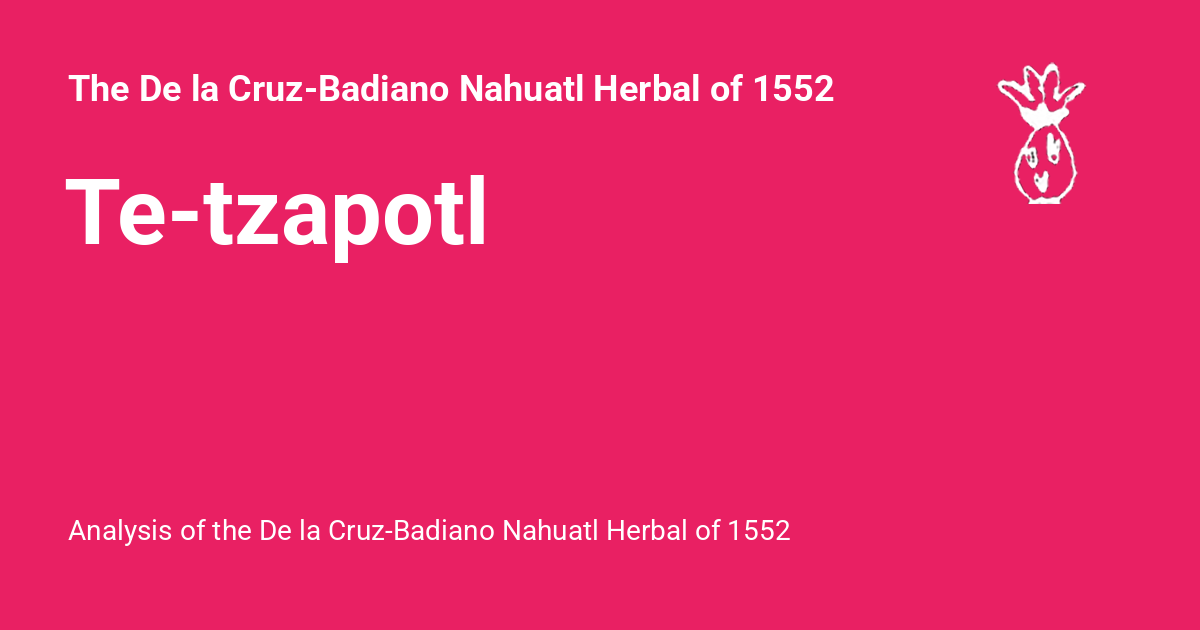 The De la Cruz-Badiano Nahuatl Herbal of 1552
Te-tzapotl
Analysis of the De la Cruz-Badiano Nahuatl Herbal of 1552